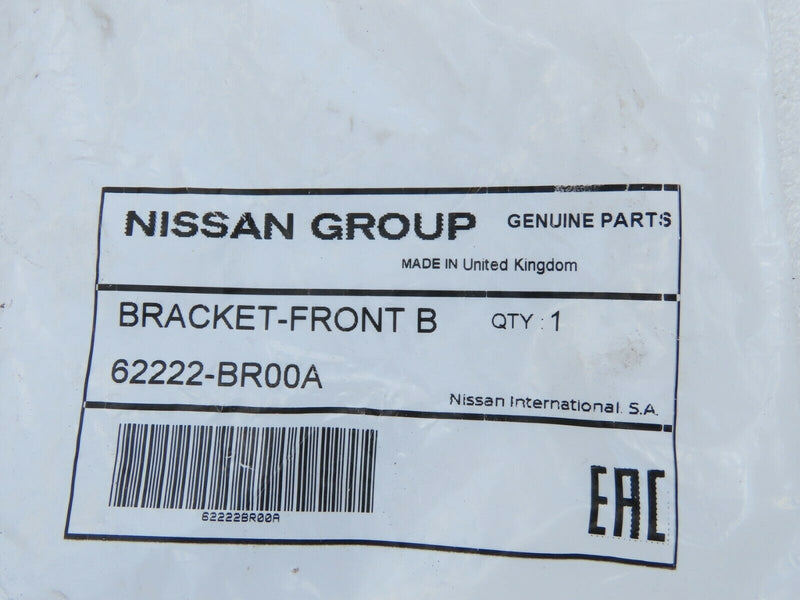 NISSAN GROUP GENUINE PARTS
MADE IN United Kingdom
BRACKET-FRONT B QTY : 1
62222-BR00A
Nissan International. S.A.
62222BR00A
EAC